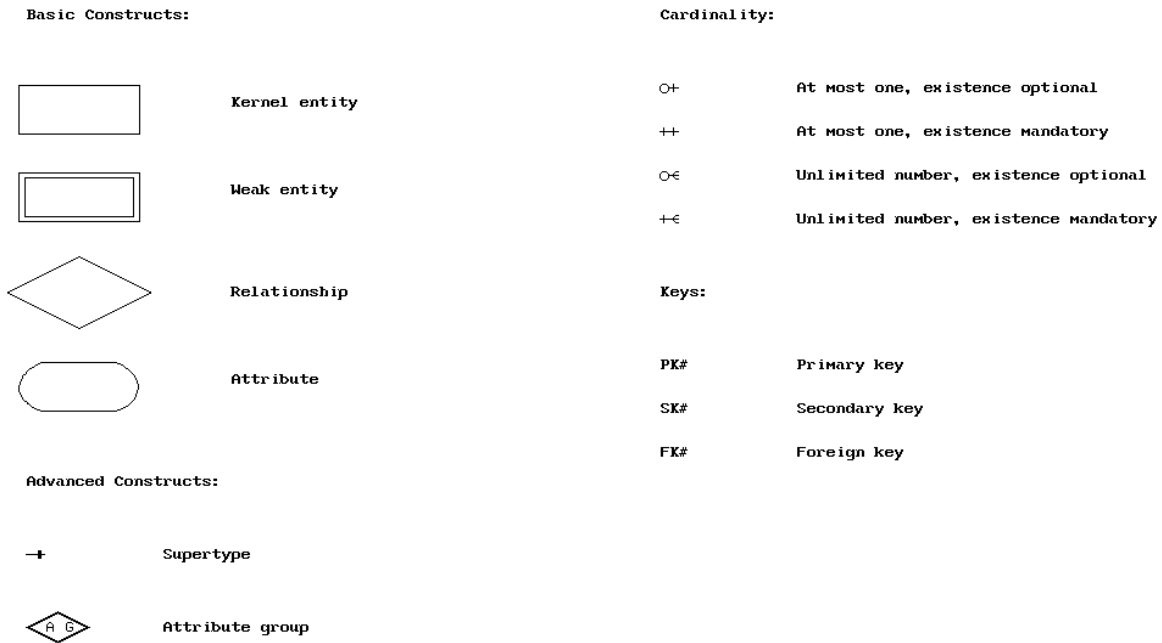 Basic Constructs:
Kernel entity
Weak entity
Relationship
Attribute
Advanced Constructs:
Supertype
A G Attribute group
Cardinality:
At most one, existence optional
At most one, existence mandatory
Unlimited number, existence optional
Unlimited number, existence mandatory
Keys:
PK# Primary key
SK# Secondary key
FK# Foreign key